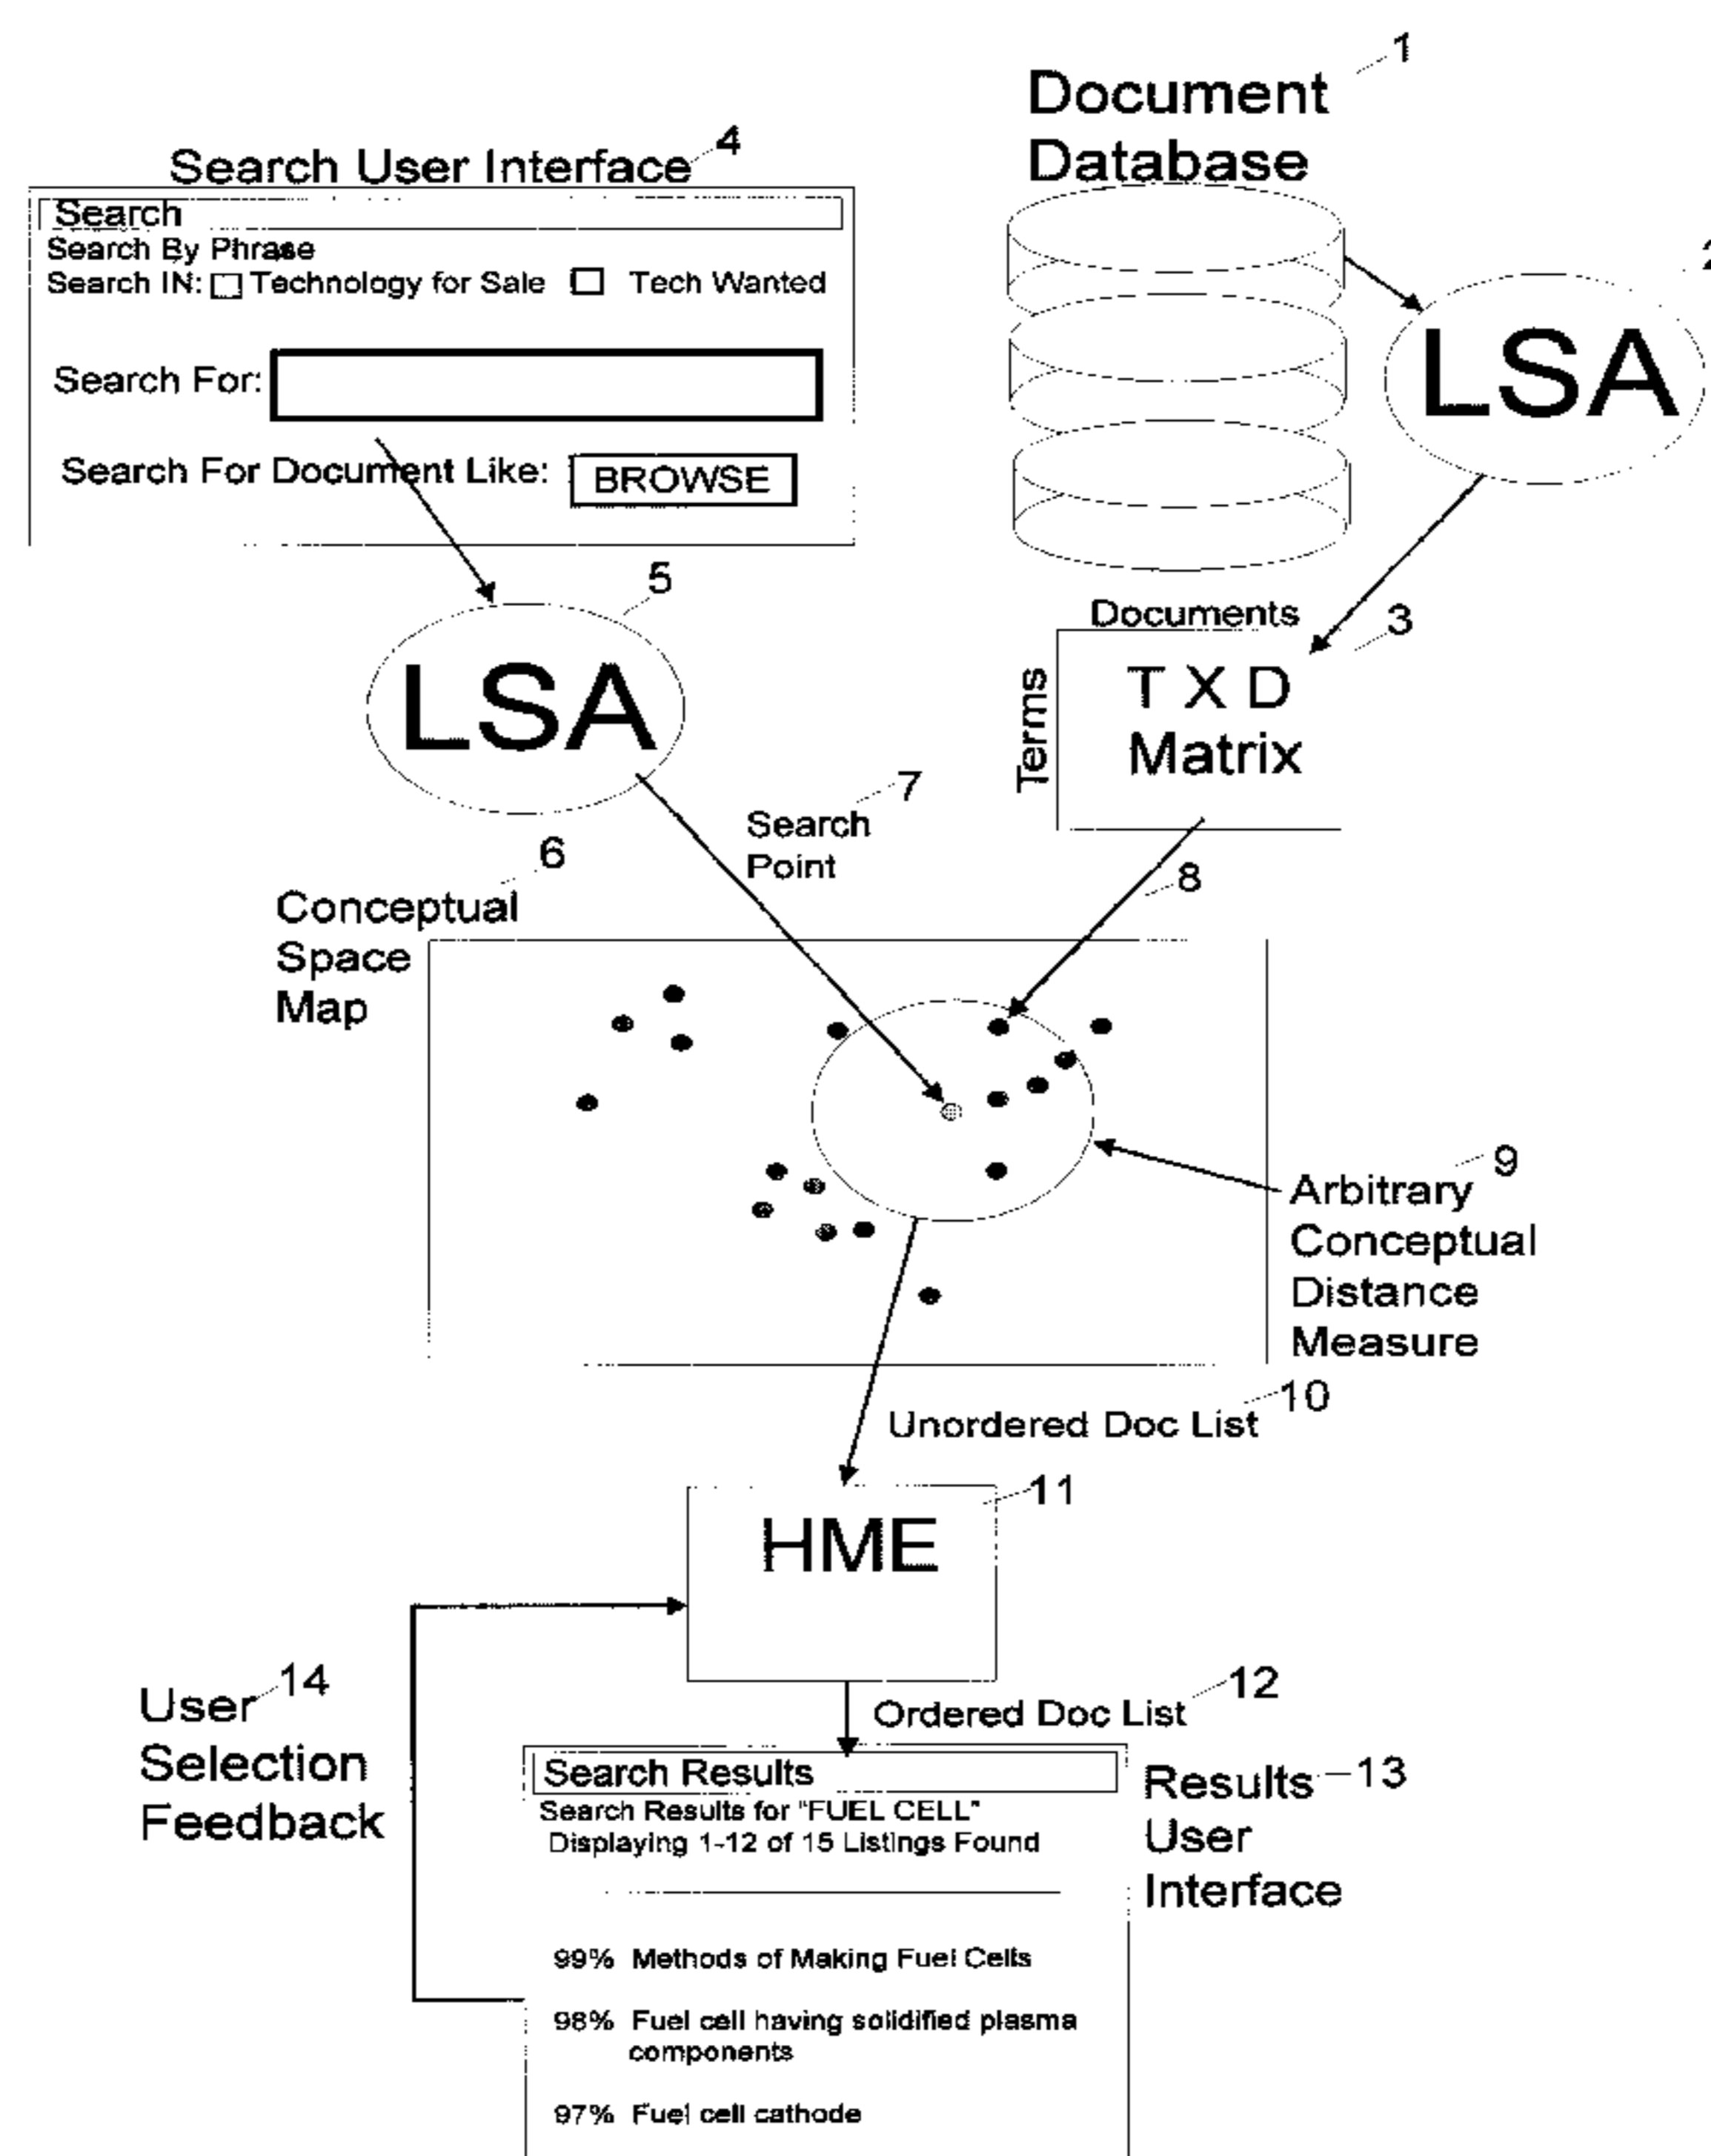 1
Document
Database
Search User Interface 4
Search
Search By Phrase
Search IN: Technology for Sale Tech Wanted
Search For:
Search For Document Like: BROWSE
2
LSA
5
LSA
Documents
3
Terms
T X D
Matrix
7
Search
Point
8
6
Conceptual
Space
Map
9
Arbitrary
Conceptual
Distance
Measure
10
Unordered Doc List
11
HME
14
User
Selection
Feedback
12
Ordered Doc List
Search Results
Search Results for "FUEL CELL"
Displaying 1-12 of 15 Listings Found
Results 13
User
Interface
99% Methods of Making Fuel Cells
98% Fuel cell having solidified plasma
components
97% Fuel cell cathode